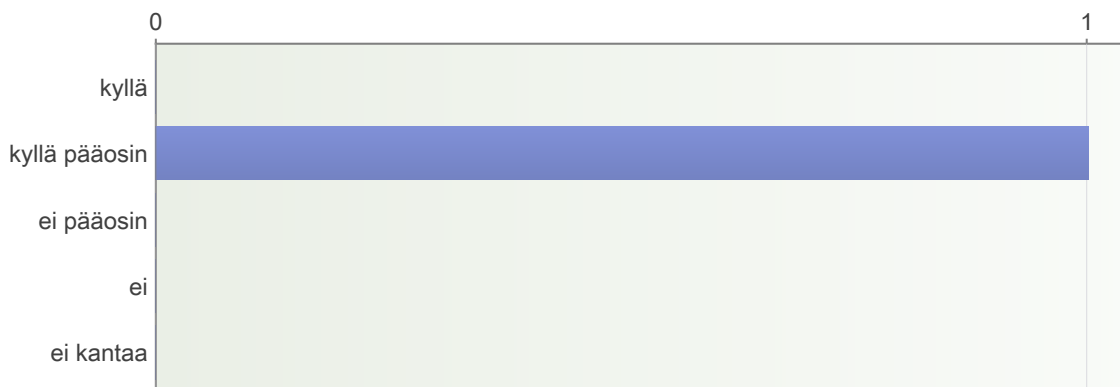 0 1
kyllä
kyllä pääosin
ei pääosin
ei
ei kantaa